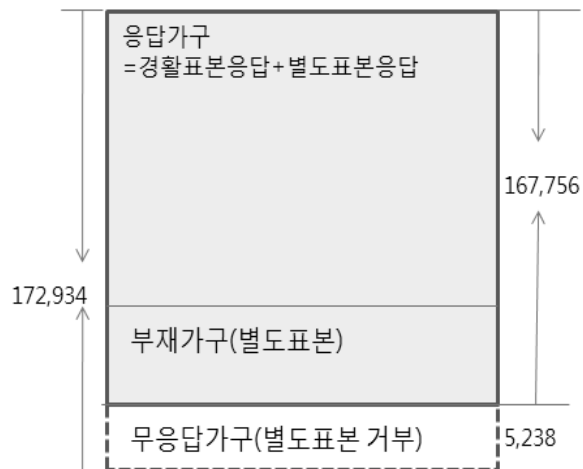 응답가구
=경활표본응답+별도표본응답
167,756
172,934
부재가구(별도표본)
무응답가구(별도표본 거부)
5,238